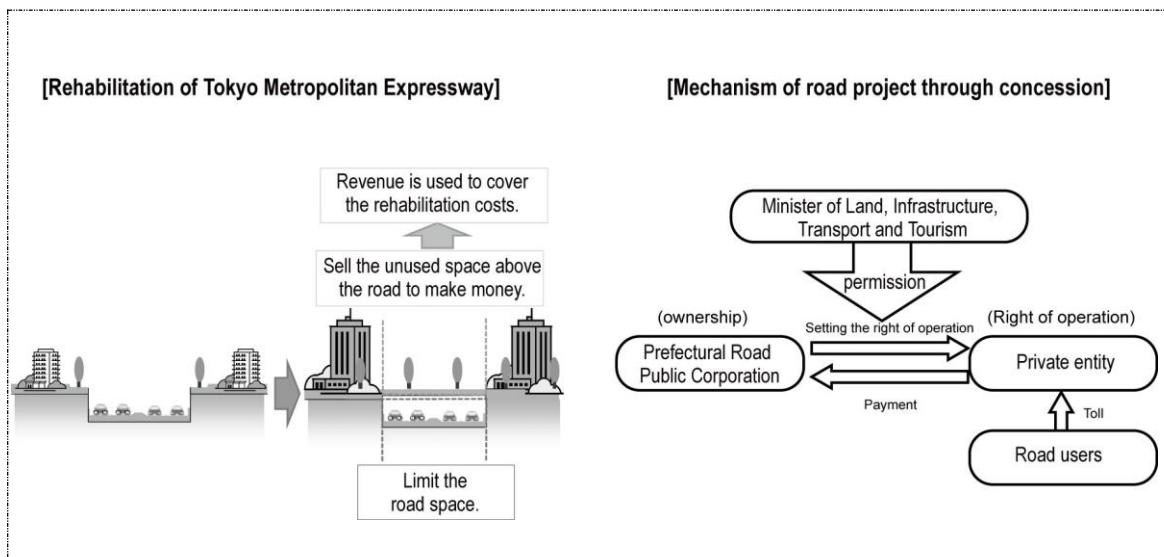 [Rehabilitation of Tokyo Metropolitan Expressway]
Revenue is used to cover
the rehabilitation costs.
Sell the unused space above
the road to make money.
Limit the
road space.
[Mechanism of road project through concession]
Minister of Land, Infrastructure,
Transport and Tourism
permission
(ownership)
Setting the right of operation
(Right of operation)
Prefectural Road
Public Corporation
Private entity
Payment
Toll
Road users